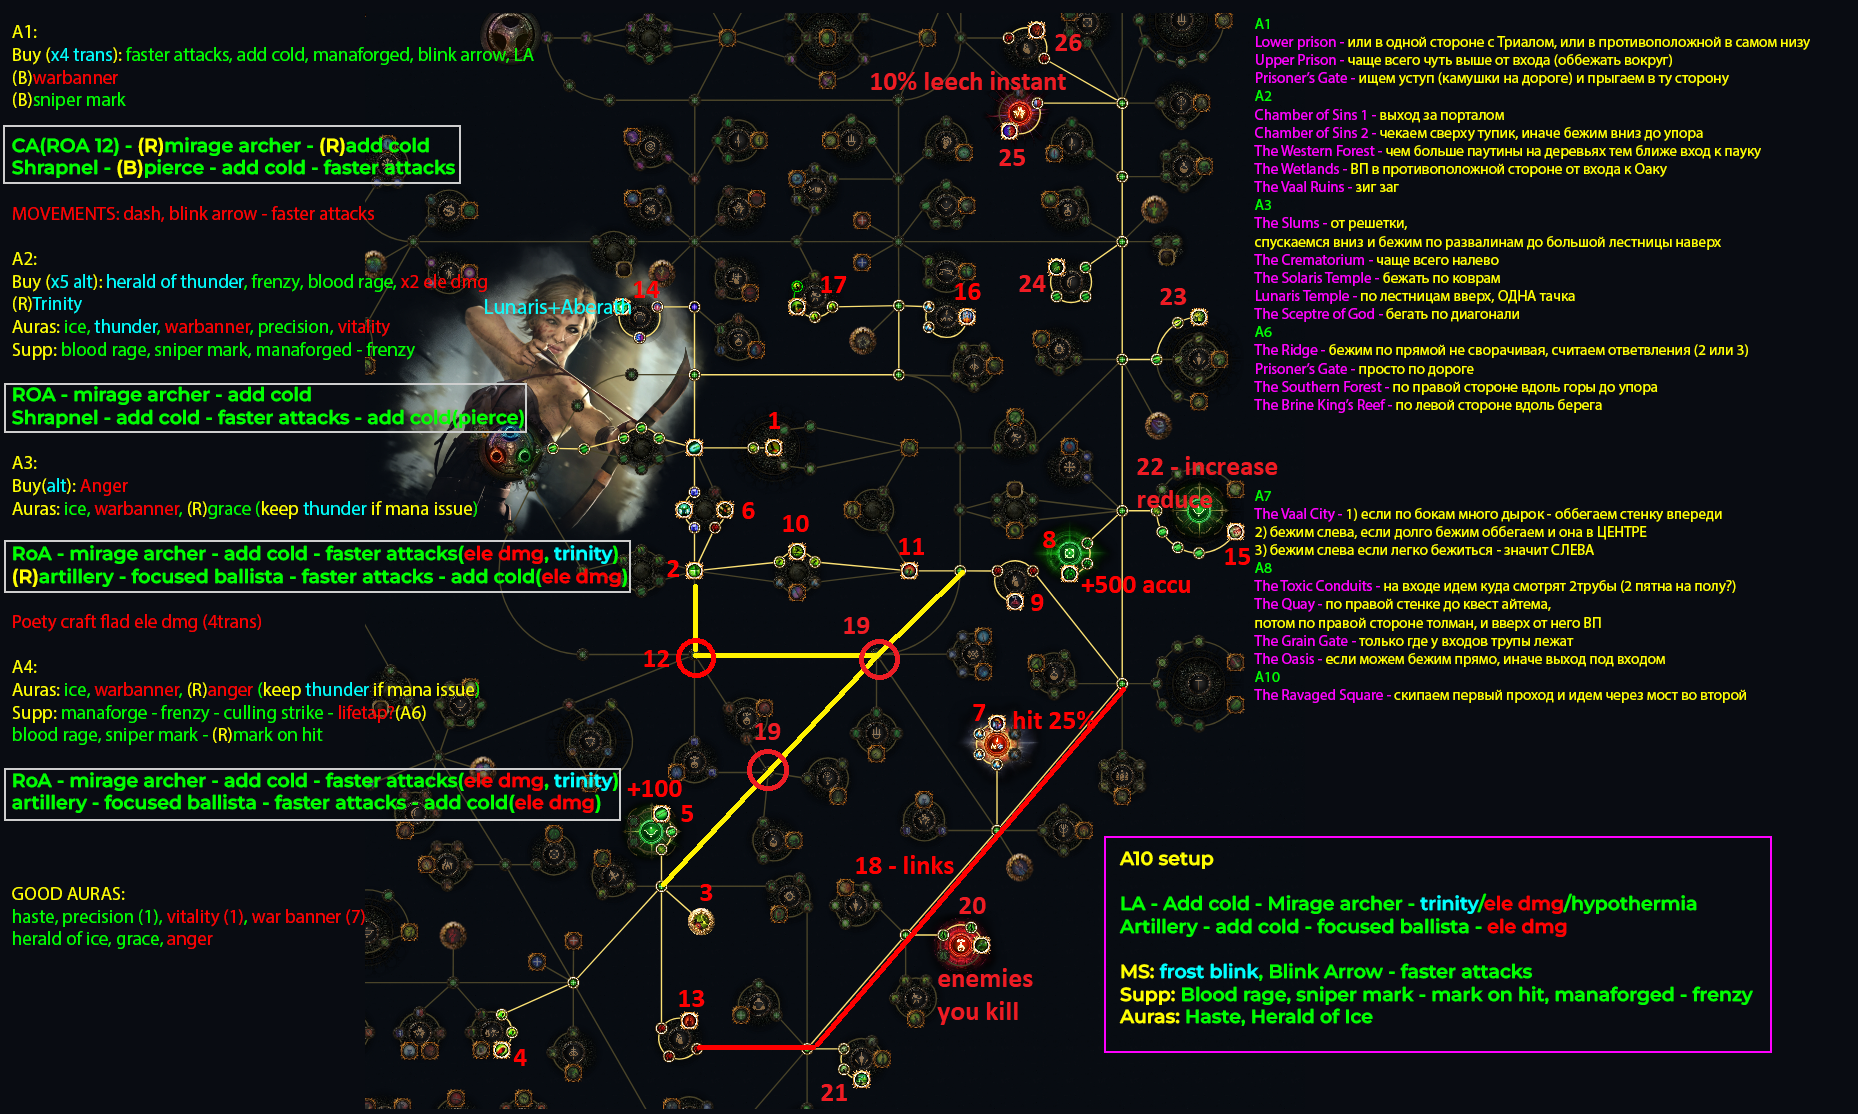 A1:
Buy (x4 trans): faster attacks, add cold, manaforged, blink arrow, LA
(B)warbanner
(B)sniper mark
CA(ROA 12) - (R)mirage archer - (R)add cold
Shrapnel - (B)pierce - add cold - faster attacks
MOVEMENTS: dash, blink arrow - faster attacks
A2:
Buy (x5 alt): herald of thunder, frenzy, blood rage, x2 ele dmg
(R)Trinity
Auras: ice, thunder, warbanner, precision, vitality
Supp: blood rage, sniper mark, manaforged - frenzy
ROA - mirage archer - add cold
Shrapnel - add cold - faster attacks - add cold(pierce)
A3:
Buy(alt): Anger
Auras: ice, warbanner, (R)grace (keep thunder if mana issue)
RoA - mirage archer - add cold - faster attacks(ele dmg, trinity)
(R)artillery - focused ballista - faster attacks - add cold(ele dmg)
Poety craft flad ele dmg (4trans)
A4:
Auras: ice, warbanner, (R)anger (keep thunder if mana issue)
Supp: manaforge - frenzy - culling strike - lifetap?(A6)
blood rage, sniper mark - (R)mark on hit
RoA - mirage archer - add cold - faster attacks(ele dmg, trinity)
artillery - focused ballista - faster attacks - add cold(ele dmg)
GOOD AURAS:
haste, precision (1), vitality (1), war banner (7)
herald of ice, grace, anger
26
10% leech instant
25
24
23
17
16
14
Lunaris+Aberath
1
22 - increase
reduce
6
10
8
15
11
2
+500 accu
9
19
12
7
hit 25%
19
+100
5
18 - links
3
20
enemies
you kill
13
4
21
A1
Lower prison - или в одной стороне с Триалом, или в противоположной в самом низу
Upper Prison - чаще всего чуть выше от входа (оббежать вокруг)
Prisoner's Gate - ищем уступ (камушки на дороге) и прыгаем в ту сторону
A2
Chamber of Sins 1 - выход за порталом
Chamber of Sins 2 - чекаем сверху тупик, иначе бежим вниз до упора
The Western Forest - чем больше паутины на деревьях тем ближе вход к пауку
The Wetlands - ВП в противоположной стороне от входа к Оаку
The Vaal Ruins - зиг заг
A3
The Slums - от решетки,
спускаемся вниз и бежим по развалинам до большой лестницы наверх
The Crematorium - чаще всего налево
The Solaris Temple - бежать по коврам
Lunaris Temple - по лестницам вверх, ОДНА тачка
The Sceptre of God - бегать по диагонали
A6
The Ridge - бежим по прямой не сворачивая, считаем ответвления (2 или 3)
Prisoner's Gate - просто по дороге
The Southern Forest - по правой стороне вдоль горы до упора
The Brine King's Reef - по левой стороне вдоль берега
A7
The Vaal City - 1) если по бокам много дырок - оббегаем стенку впереди
2) бежим слева, если долго бежим оббегаем и она в ЦЕНТРЕ
3) бежим слева если легко бежиться - значит СЛЕВА
A8
The Toxic Conduits - на входе идем куда смотрят 2трубы (2 пятна на полу?)
The Quay - по правой стенке до квест айтема,
потом по правой стороне толман, и вверх от него ВП
The Grain Gate - только где у входов трупы лежат
The Oasis - если можем бежим прямо, иначе выход под входом
A10
The Ravaged Square - скипаем первый проход и идем через мост во второй
A10 setup
LA - Add cold - Mirage archer - trinity/ele dmg/hypothermia
Artillery - add cold - focused ballista - ele dmg
MS: frost blink, Blink Arrow - faster attacks
Supp: Blood rage, sniper mark - mark on hit, manaforged - frenzy
Auras: Haste, Herald of Ice